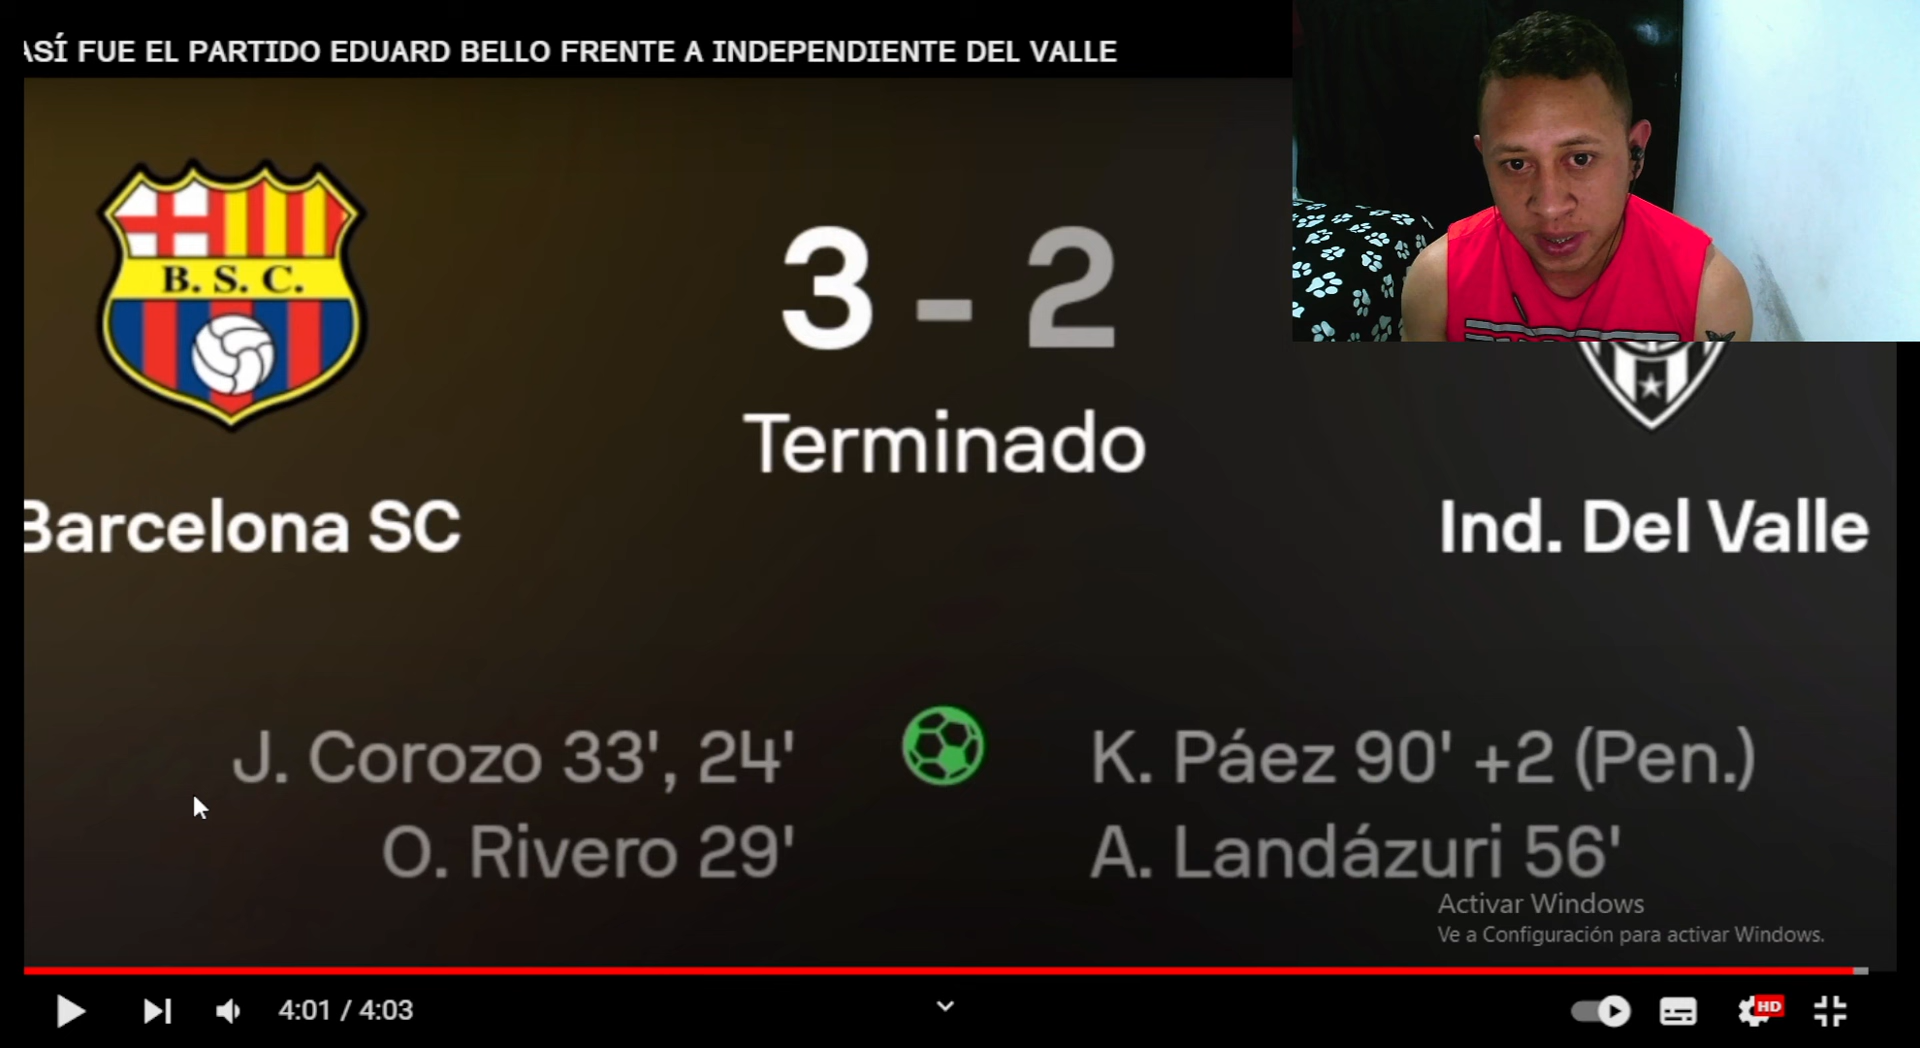 ASÍ FUE EL PARTIDO EDUARD BELLO FRENTE A INDEPENDIENTE DEL VALLE
B. S. C.
3 - 2
Terminado
Barcelona SC
Ind. Del Valle
J. Corozo 33', 24'
K. Páez 90' +2 (Pen.)
O. Rivero 29'
A. Landázuri 56'
Activar Windows
Ve a Configuración para activar Windows.
4:01 / 4:03
HD